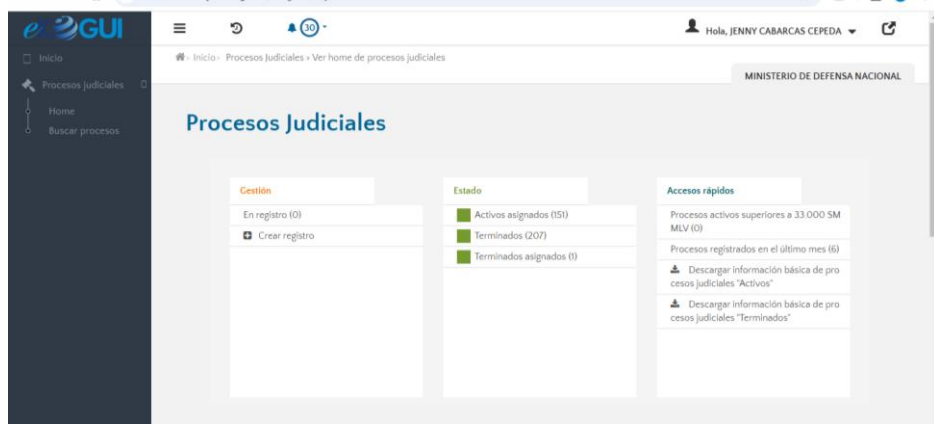 eKOGUI
30
Hola, JENNY CABARCAS CEPEDA
Inicio
Inicio › Procesos Judiciales › Ver home de procesos judiciales
MINISTERIO DE DEFENSA NACIONAL
Procesos judiciales
Home
Buscar procesos
Procesos Judiciales
Gestión
En registro (0)
Crear registro
Estado
Activos asignados (151)
Terminados (207)
Terminados asignados (1)
Accesos rápidos
Procesos activos superiores a 33.000 SM
MLV (0)
Procesos registrados en el último mes (6)
Descargar información básica de pro
cesos judiciales "Activos"
Descargar información básica de pro
cesos judiciales "Terminados"